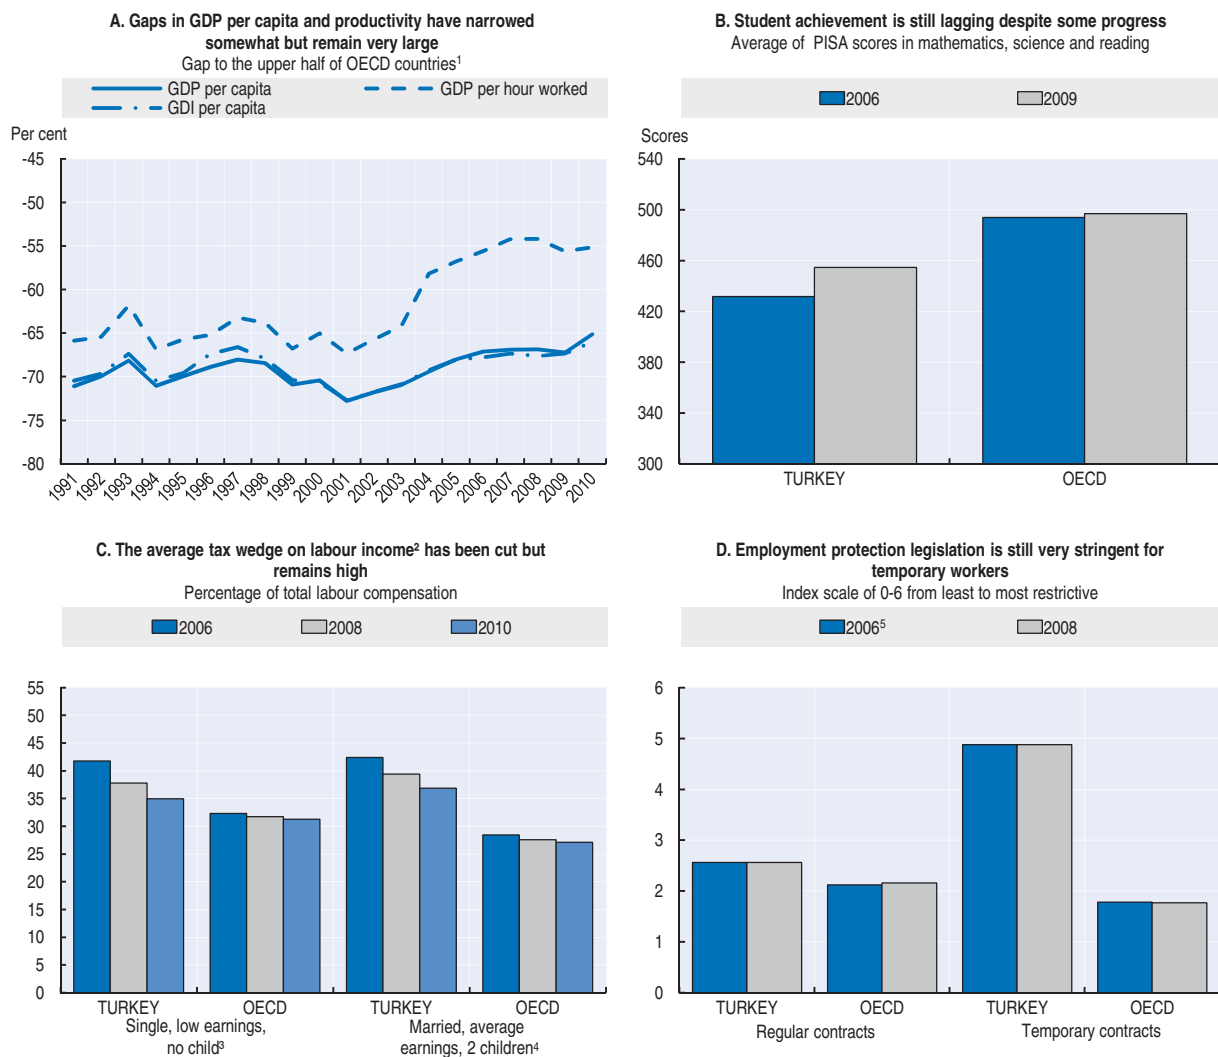 A. Gaps in GDP per capita and productivity have narrowed
somewhat but remain very large
Gap to the upper half of OECD countries¹
GDP per capita
GDP per hour worked
GDI per capita
Per cent
-45
-50
-55
-60
-65
-70
-75
-80
1991 1992 1993 1994 1995 1996 1997 1998 1999 2000 2001 2002 2003 2004 2005 2006 2007 2008 2009 2010
B. Student achievement is still lagging despite some progress
Average of PISA scores in mathematics, science and reading
2006 2009
Scores
540
500
460
420
380
340
300
TURKEY OECD
C. The average tax wedge on labour income² has been cut but
remains high
Percentage of total labour compensation
2006 2008 2010
55
50
45
40
35
30
25
20
15
10
5
0
TURKEY OECD TURKEY OECD
Single, low earnings,
no child³
Married, average
earnings, 2 children⁴
D. Employment protection legislation is still very stringent for
temporary workers
Index scale of 0-6 from least to most restrictive
2006⁵ 2008
6
5
4
3
2
1
0
TURKEY OECD TURKEY OECD
Regular contracts Temporary contracts